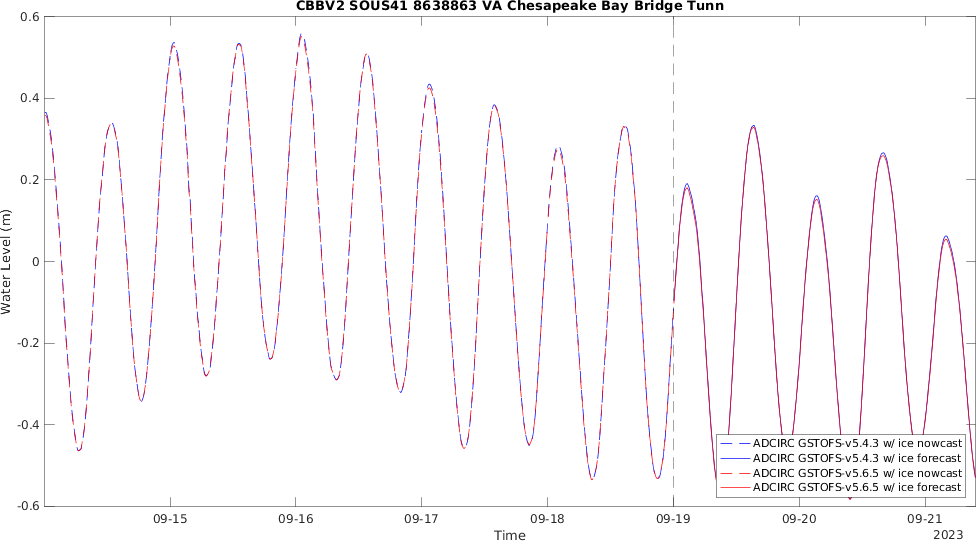 CBBV2 SOUS41 8638863 VA Chesapeake Bay Bridge Tunn
0.6
0.4
0.2
0
-0.2
-0.4
-0.6
Water Level (m)
09-15
09-16
09-17
09-18
09-19
09-20
09-21
Time
2023
ADCIRC GSTOFS-v5.4.3 w/ ice nowcast
ADCIRC GSTOFS-v5.4.3 w/ ice forecast
ADCIRC GSTOFS-v5.6.5 w/ ice nowcast
ADCIRC GSTOFS-v5.6.5 w/ ice forecast